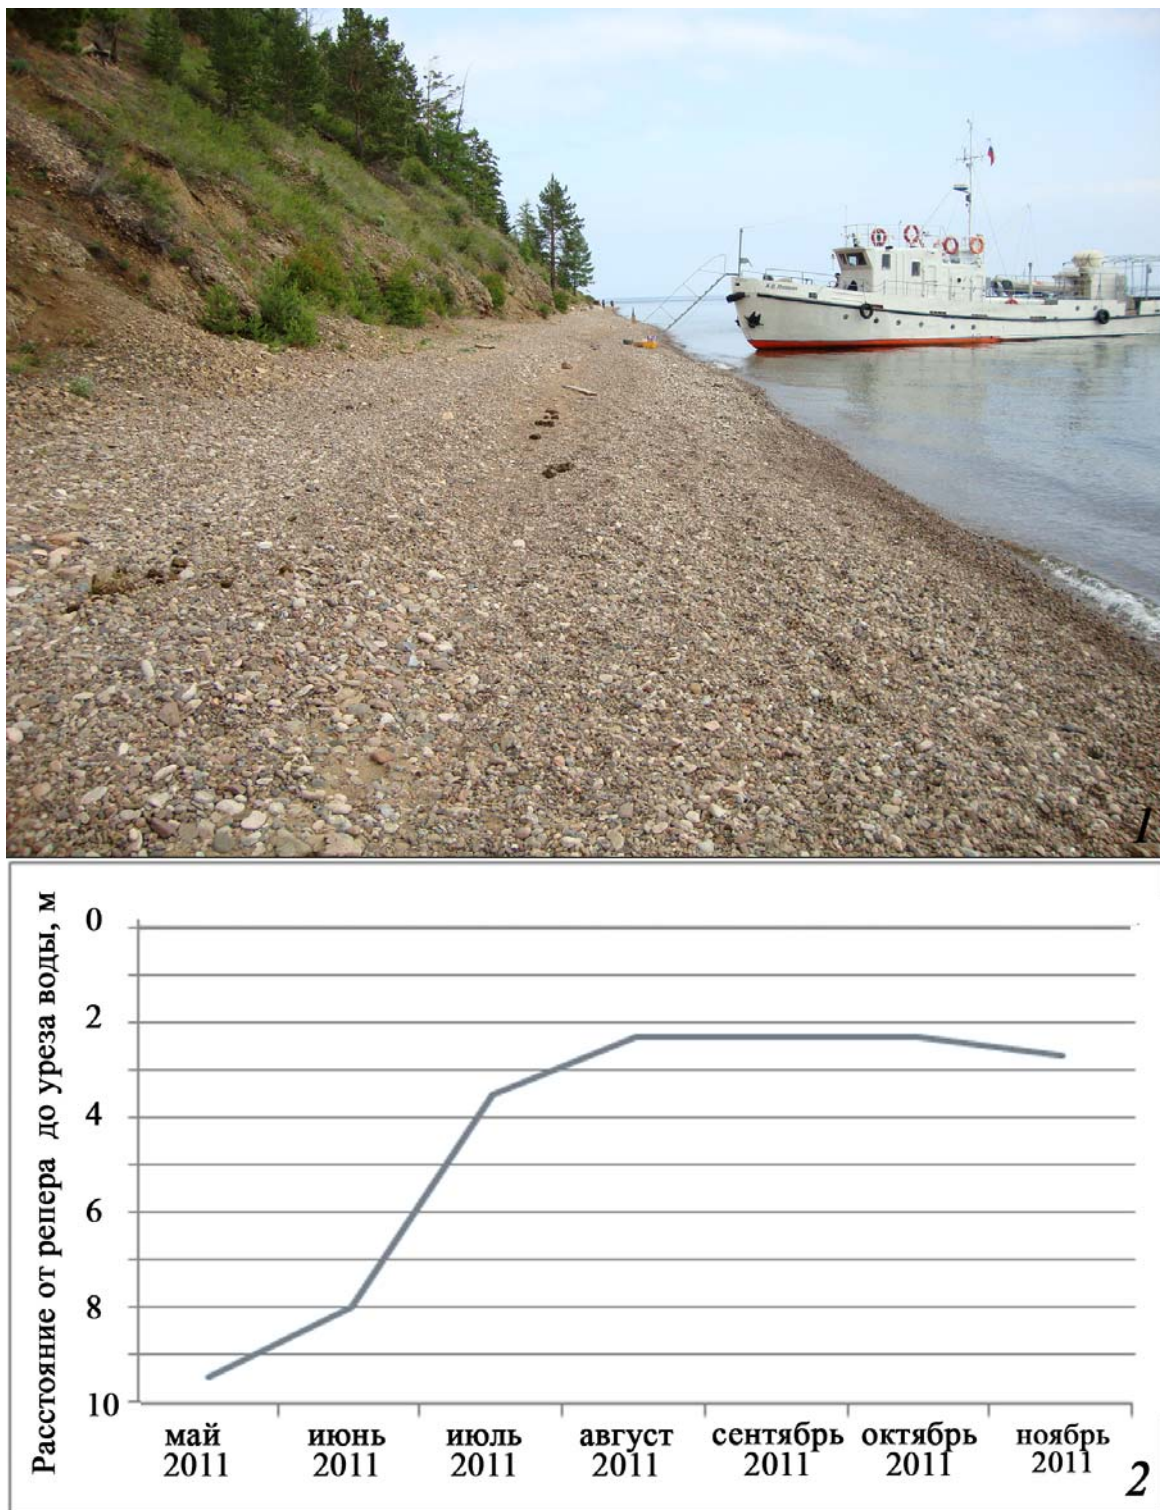 1
Расстояние от репера до уреза воды, м
0
2
4
6
8
10
май
2011
июнь
2011
июль
2011
август
2011
сентябрь
2011
октябрь
2011
ноябрь
2011
2